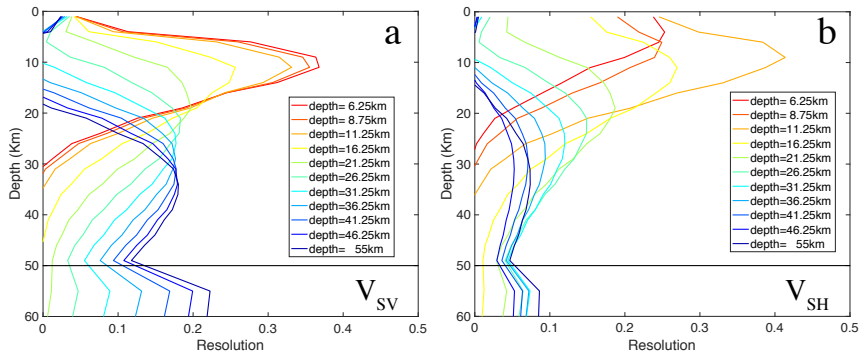 a
0
10
20
30
40
50
60
Depth (Km)
depth= 6.25km
depth= 8.75km
depth=11.25km
depth=16.25km
depth=21.25km
depth=26.25km
depth=31.25km
depth=36.25km
depth=41.25km
depth=46.25km
depth= 55km
V_SV
0 0.1 0.2 0.3 0.4 0.5
Resolution
b
0
10
20
30
40
50
60
Depth (Km)
depth= 6.25km
depth= 8.75km
depth=11.25km
depth=16.25km
depth=21.25km
depth=26.25km
depth=31.25km
depth=36.25km
depth=41.25km
depth=46.25km
depth= 55km
V_SH
0 0.1 0.2 0.3 0.4 0.5
Resolution